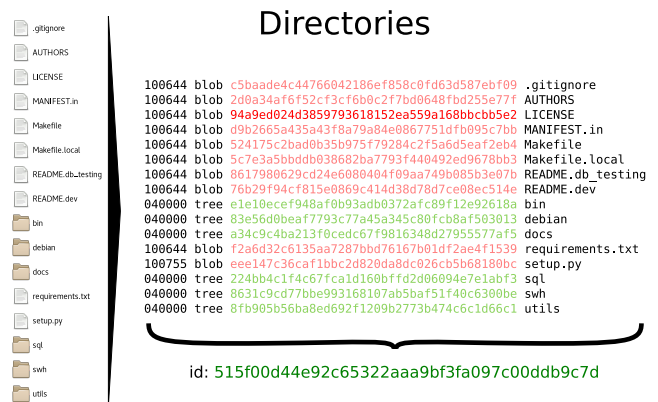 Directories
.gitignore
AUTHORS
LICENSE
MANIFEST.in
Makefile
Makefile.local
README.db_testing
README.dev
bin
debian
docs
requirements.txt
setup.py
sql
swh
utils
100644 blob c5baade4c44766042186ef858c0fd63d587ebf09 .gitignore
100644 blob 2d0a34af6f52cf3cf6b0c2f7bd0648fbd255e77f AUTHORS
100644 blob 94a9ed024d3859793618152ea559a168bbcbb5e2 LICENSE
100644 blob d9b2665a435a43f8a79a84e0867751dfb095c7bb MANIFEST.in
100644 blob 524175c2bad0b35b975f79284c2f5a6d5eaf2eb4 Makefile
100644 blob 5c7e3a5bbddb038682ba7793f440492ed9678bb3 Makefile.local
100644 blob 8617980629cd24e6080404f09aa749b085b3e07b README.db_testing
100644 blob 76b29f94cf815e0869c414d38d78d7ce08ec514e README.dev
040000 tree e1e10ecef948af0b93adb0372afc89f12e92618a bin
040000 tree 83e56d0beaf7793c77a45a345c80fcb8af503013 debian
040000 tree a34c9c4ba213f0cedc67f9816348d27955577af5 docs
100644 blob f2a6d32c6135aa7287bbd76167b01df2ae4f1539 requirements.txt
100755 blob eee147c36caf1bbc2d820da8dc026cb5b68180bc setup.py
040000 tree 224bb4c1f4c67fca1d160bffd2d06094e7e1abf3 sql
040000 tree 8631c9cd77bbe993168107ab5baf51f40c6300be swh
040000 tree 8fb905b56ba8ed692f1209b2773b474c6c1d66c1 utils
id: 515f00d44e92c65322aaa9bf3fa097c00ddb9c7d